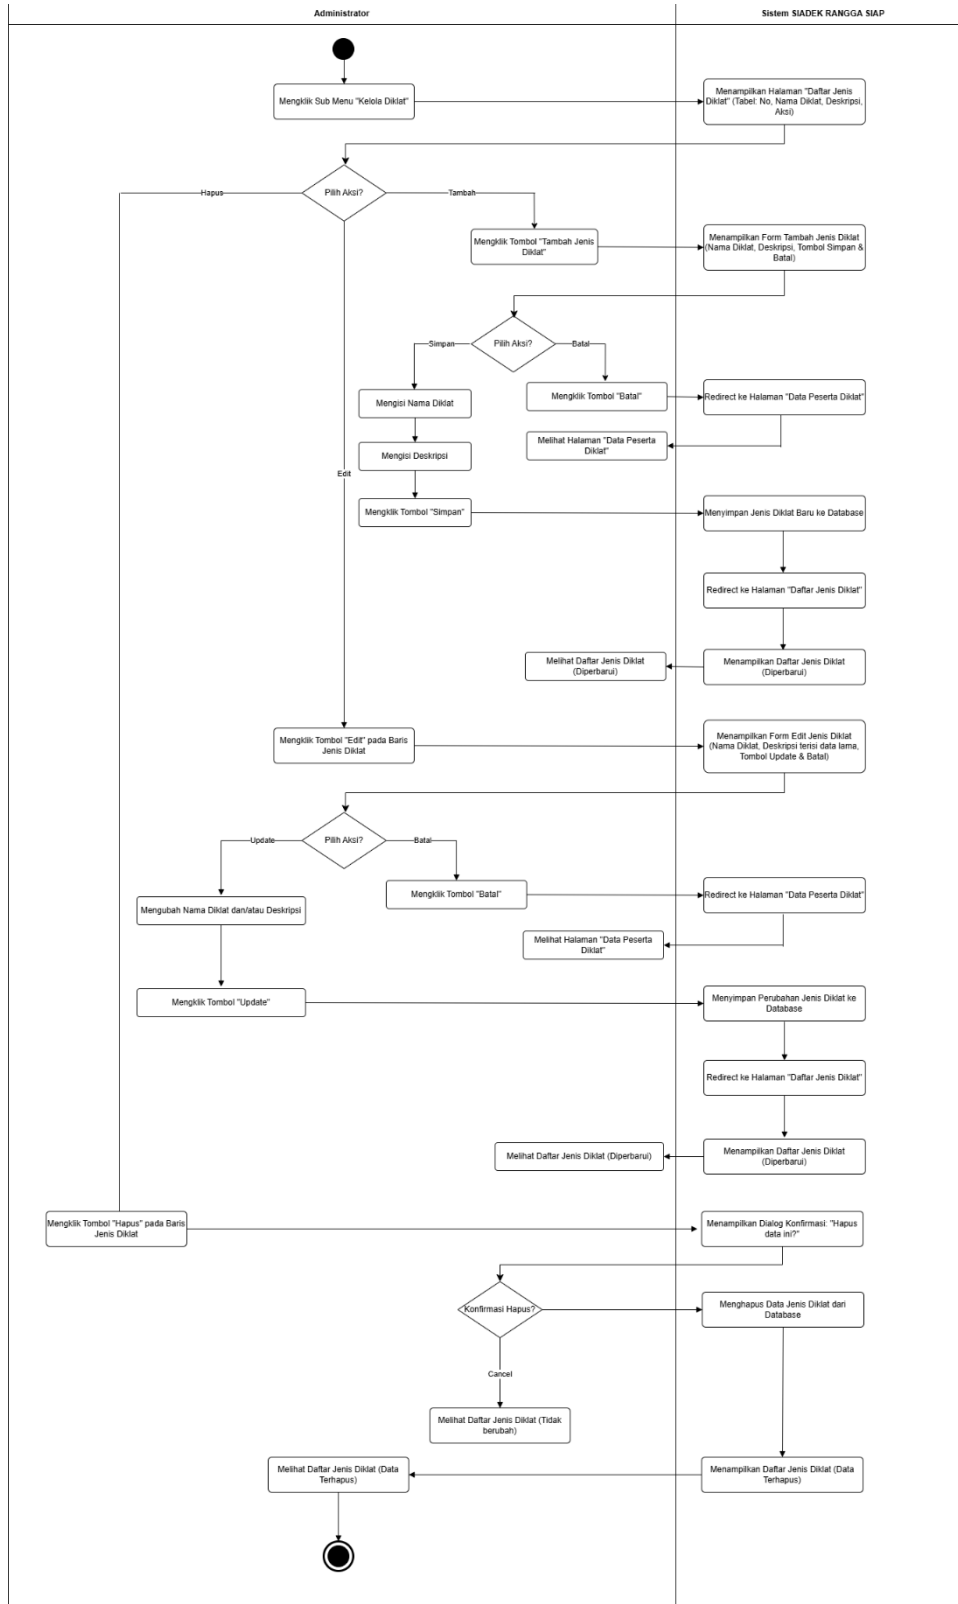 Administrator
Sistem SIADEK RANGGA SIAP
Mengklik Sub Menu "Kelola Diklat"
Menampilkan Halaman "Daftar Jenis
Diklat" (Tabel: No, Nama Diklat, Deskripsi,
Aksi)
Pilih Aksi?
Hapus
Tambah
Mengklik Tombol "Tambah Jenis
Diklat"
Menampilkan Form Tambah Jenis Diklat
(Nama Diklat, Deskripsi, Tombol Simpan &
Batal)
Pilih Aksi?
Simpan
Batal
Mengisi Nama Diklat
Mengklik Tombol "Batal"
Redirect ke Halaman "Data Peserta Diklat"
Mengisi Deskripsi
Melihat Halaman "Data Peserta
Diklat"
Edit
Mengklik Tombol "Simpan"
Menyimpan Jenis Diklat Baru ke Database
Redirect ke Halaman "Daftar Jenis Diklat"
Melihat Daftar Jenis Diklat
(Diperbarui)
Menampilkan Daftar Jenis Diklat
(Diperbarui)
Mengklik Tombol "Edit" pada Baris
Jenis Diklat
Menampilkan Form Edit Jenis Diklat
(Nama Diklat, Deskripsi terisi data lama,
Tombol Update & Batal)
Pilih Aksi?
Update
Batal
Mengubah Nama Diklat dan/atau Deskripsi
Mengklik Tombol "Batal"
Redirect ke Halaman "Data Peserta Diklat"
Melihat Halaman "Data Peserta
Diklat"
Mengklik Tombol "Update"
Menyimpan Perubahan Jenis Diklat ke
Database
Redirect ke Halaman "Daftar Jenis Diklat"
Melihat Daftar Jenis Diklat (Diperbarui)
Menampilkan Daftar Jenis Diklat
(Diperbarui)
Mengklik Tombol "Hapus" pada Baris
Jenis Diklat
Menampilkan Dialog Konfirmasi: "Hapus
data ini?"
Konfirmasi Hapus?
Menghapus Data Jenis Diklat dari
Database
Cancel
Melihat Daftar Jenis Diklat (Tidak
berubah)
Melihat Daftar Jenis Diklat (Data
Terhapus)
Menampilkan Daftar Jenis Diklat (Data
Terhapus)